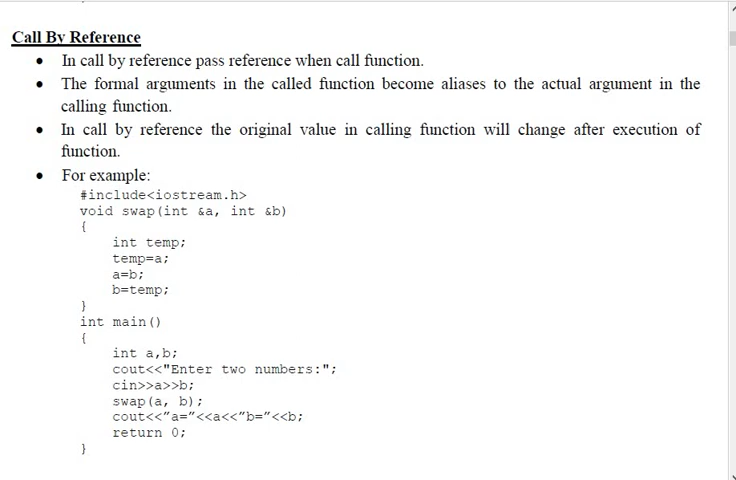 Call By Reference
• In call by reference pass reference when call function.
• The formal arguments in the called function become aliases to the actual argument in the
calling function.
• In call by reference the original value in calling function will change after execution of
function.
• For example:
#include<iostream.h>
void swap(int &a, int &b)
{
int temp;
temp=a;
a=b;
b=temp;
}
int main()
{
int a,b;
cout<<"Enter two numbers:";
cin>>a>>b;
swap(a, b);
cout<<”a=”<<a<<”b=”<<b;
return 0;
}